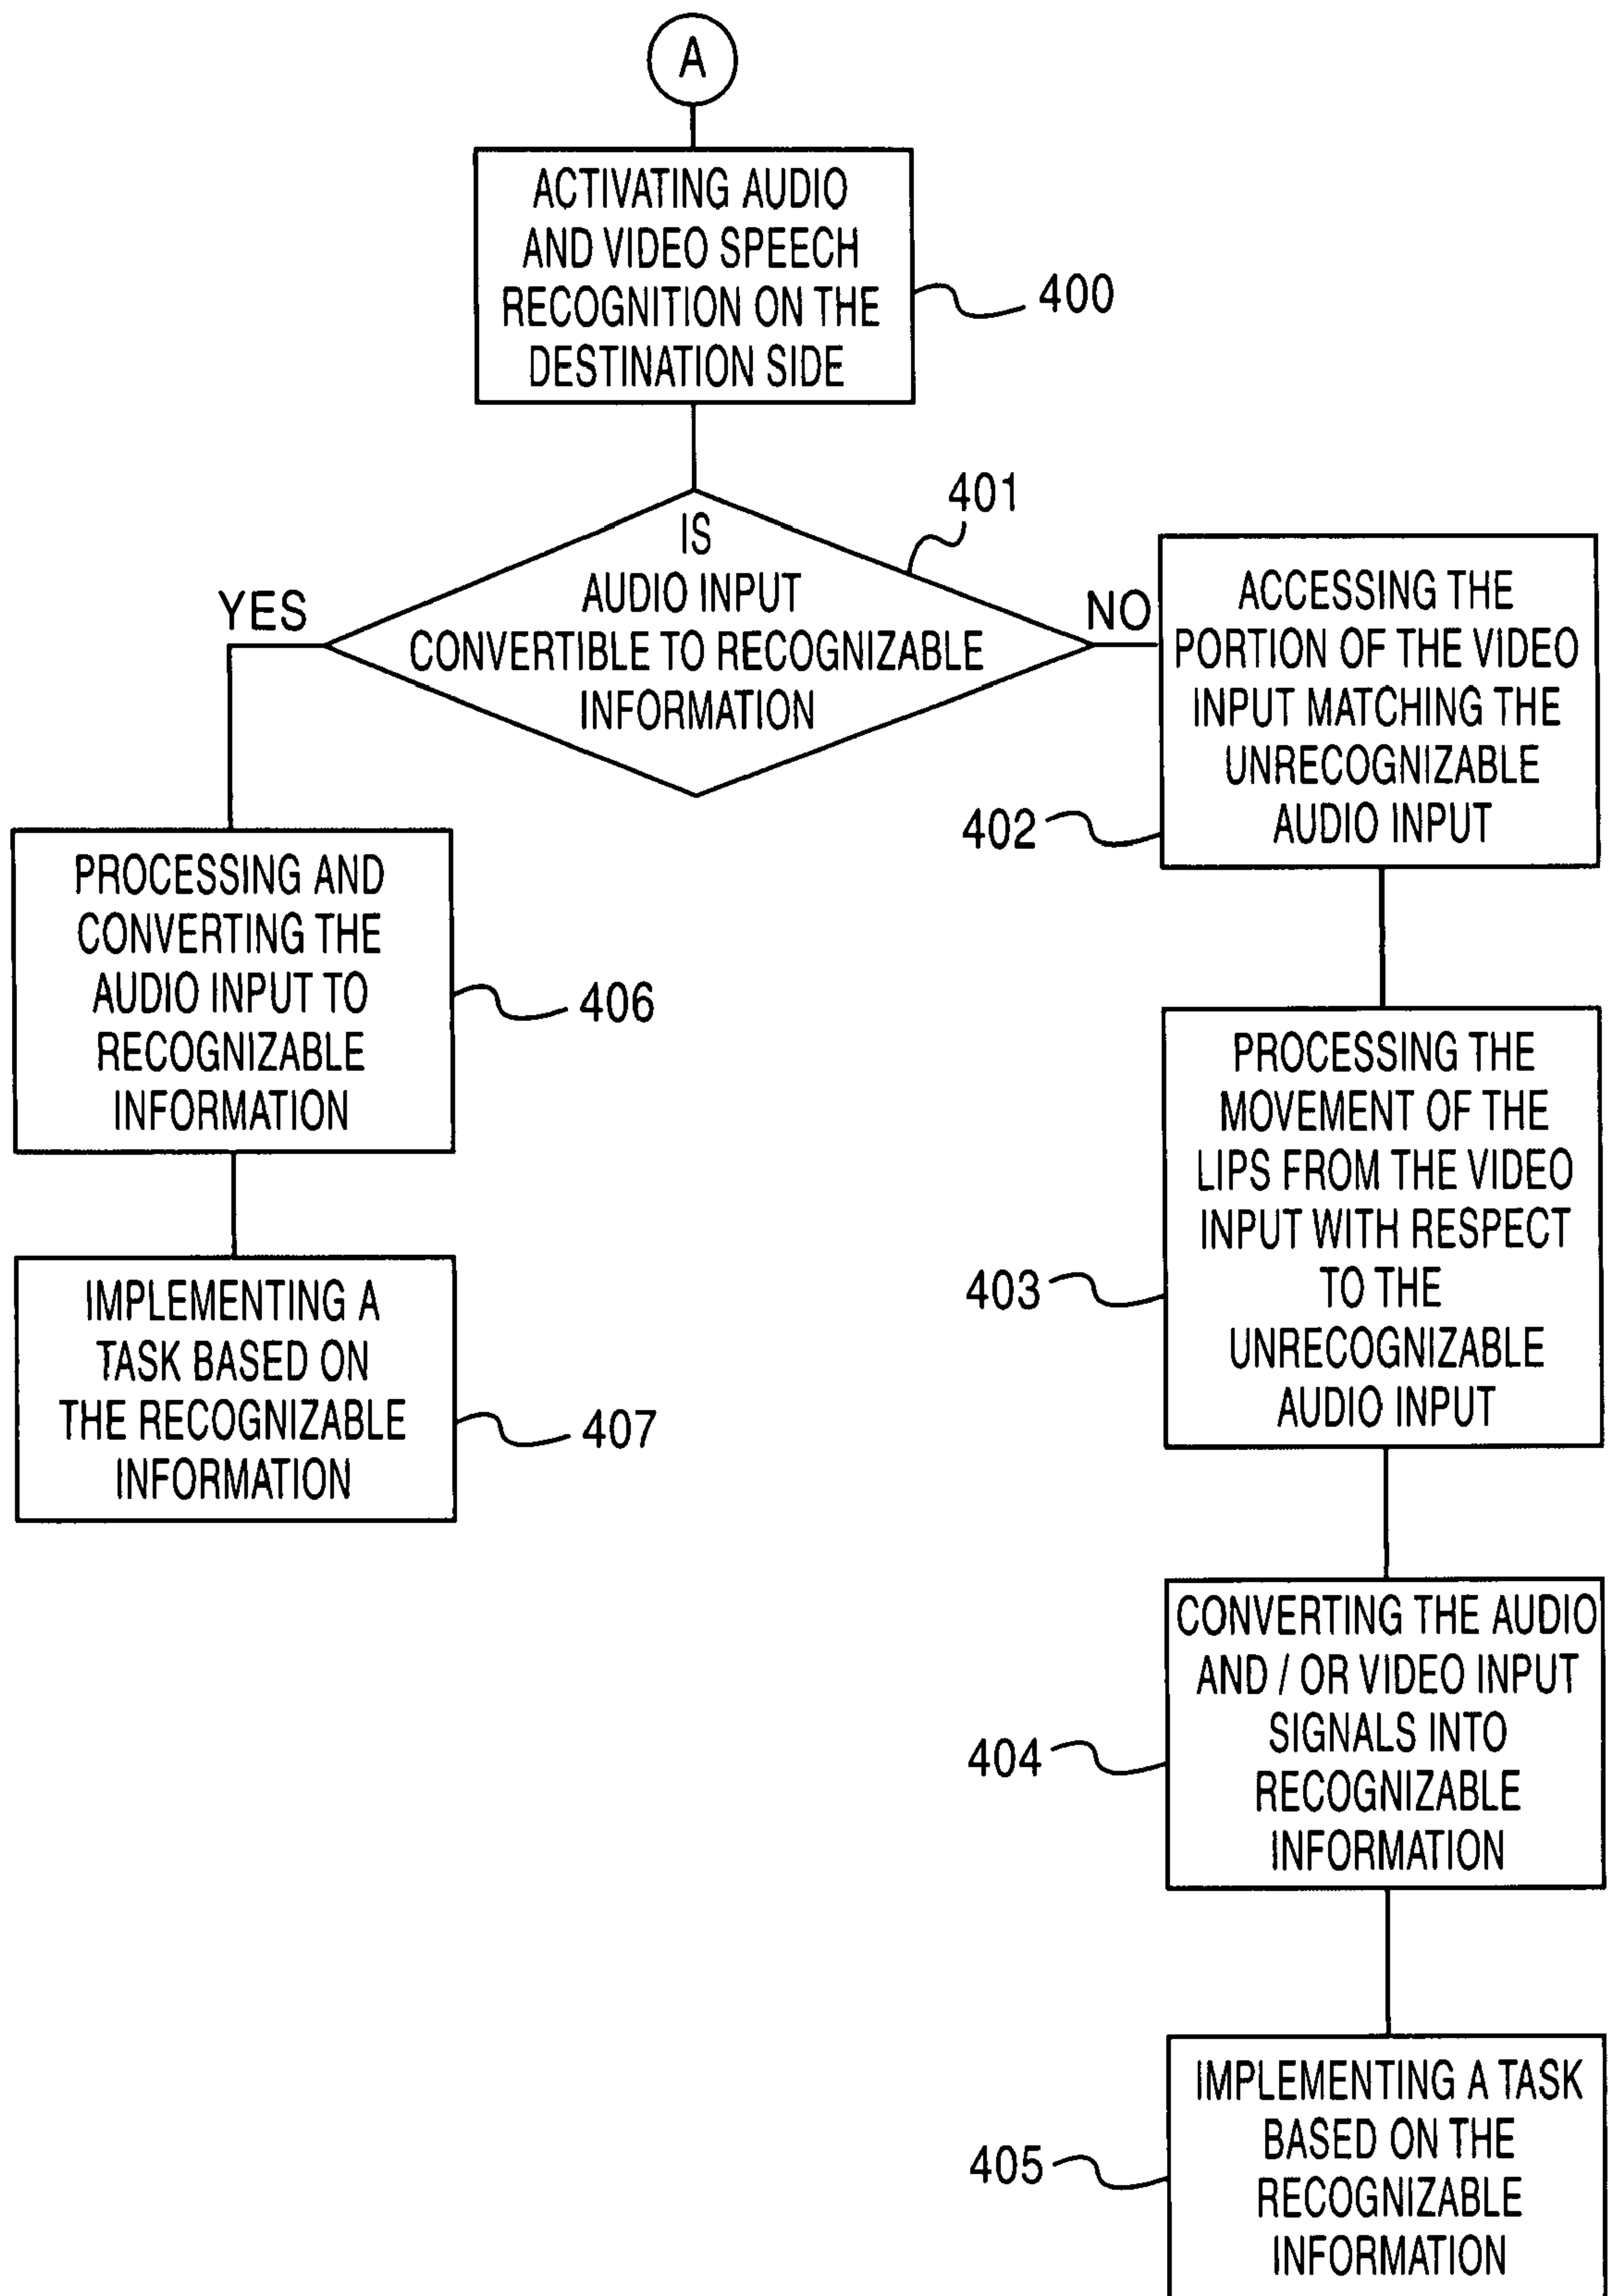 A
ACTIVATING AUDIO
AND VIDEO SPEECH
RECOGNITION ON THE
DESTINATION SIDE
400
401
IS
AUDIO INPUT
CONVERTIBLE TO RECOGNIZABLE
INFORMATION
YES
NO
ACCESSING THE
PORTION OF THE VIDEO
INPUT MATCHING THE
UNRECOGNIZABLE
AUDIO INPUT
402
PROCESSING AND
CONVERTING THE
AUDIO INPUT TO
RECOGNIZABLE
INFORMATION
406
PROCESSING THE
MOVEMENT OF THE
LIPS FROM THE VIDEO
INPUT WITH RESPECT
TO THE
UNRECOGNIZABLE
AUDIO INPUT
403
IMPLEMENTING A
TASK BASED ON
THE RECOGNIZABLE
INFORMATION
407
CONVERTING THE AUDIO
AND / OR VIDEO INPUT
SIGNALS INTO
RECOGNIZABLE
INFORMATION
404
IMPLEMENTING A TASK
BASED ON THE
RECOGNIZABLE
INFORMATION
405